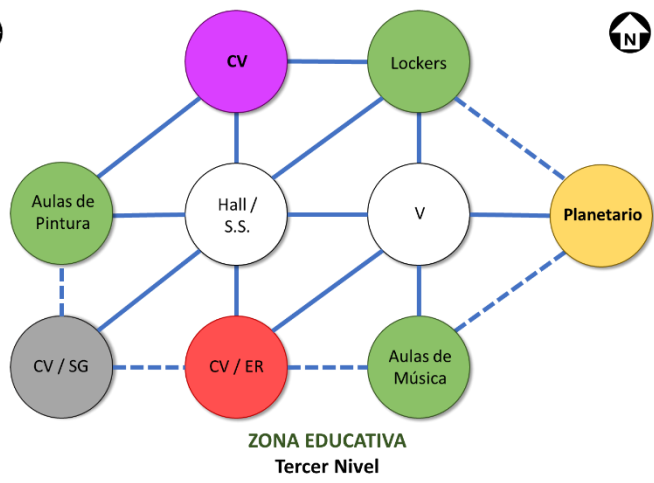 CV
Lockers
N
Aulas de
Pintura
Hall /
S.S.
V
Planetario
CV / SG
CV / ER
Aulas de
Música
ZONA EDUCATIVA
Tercer Nivel